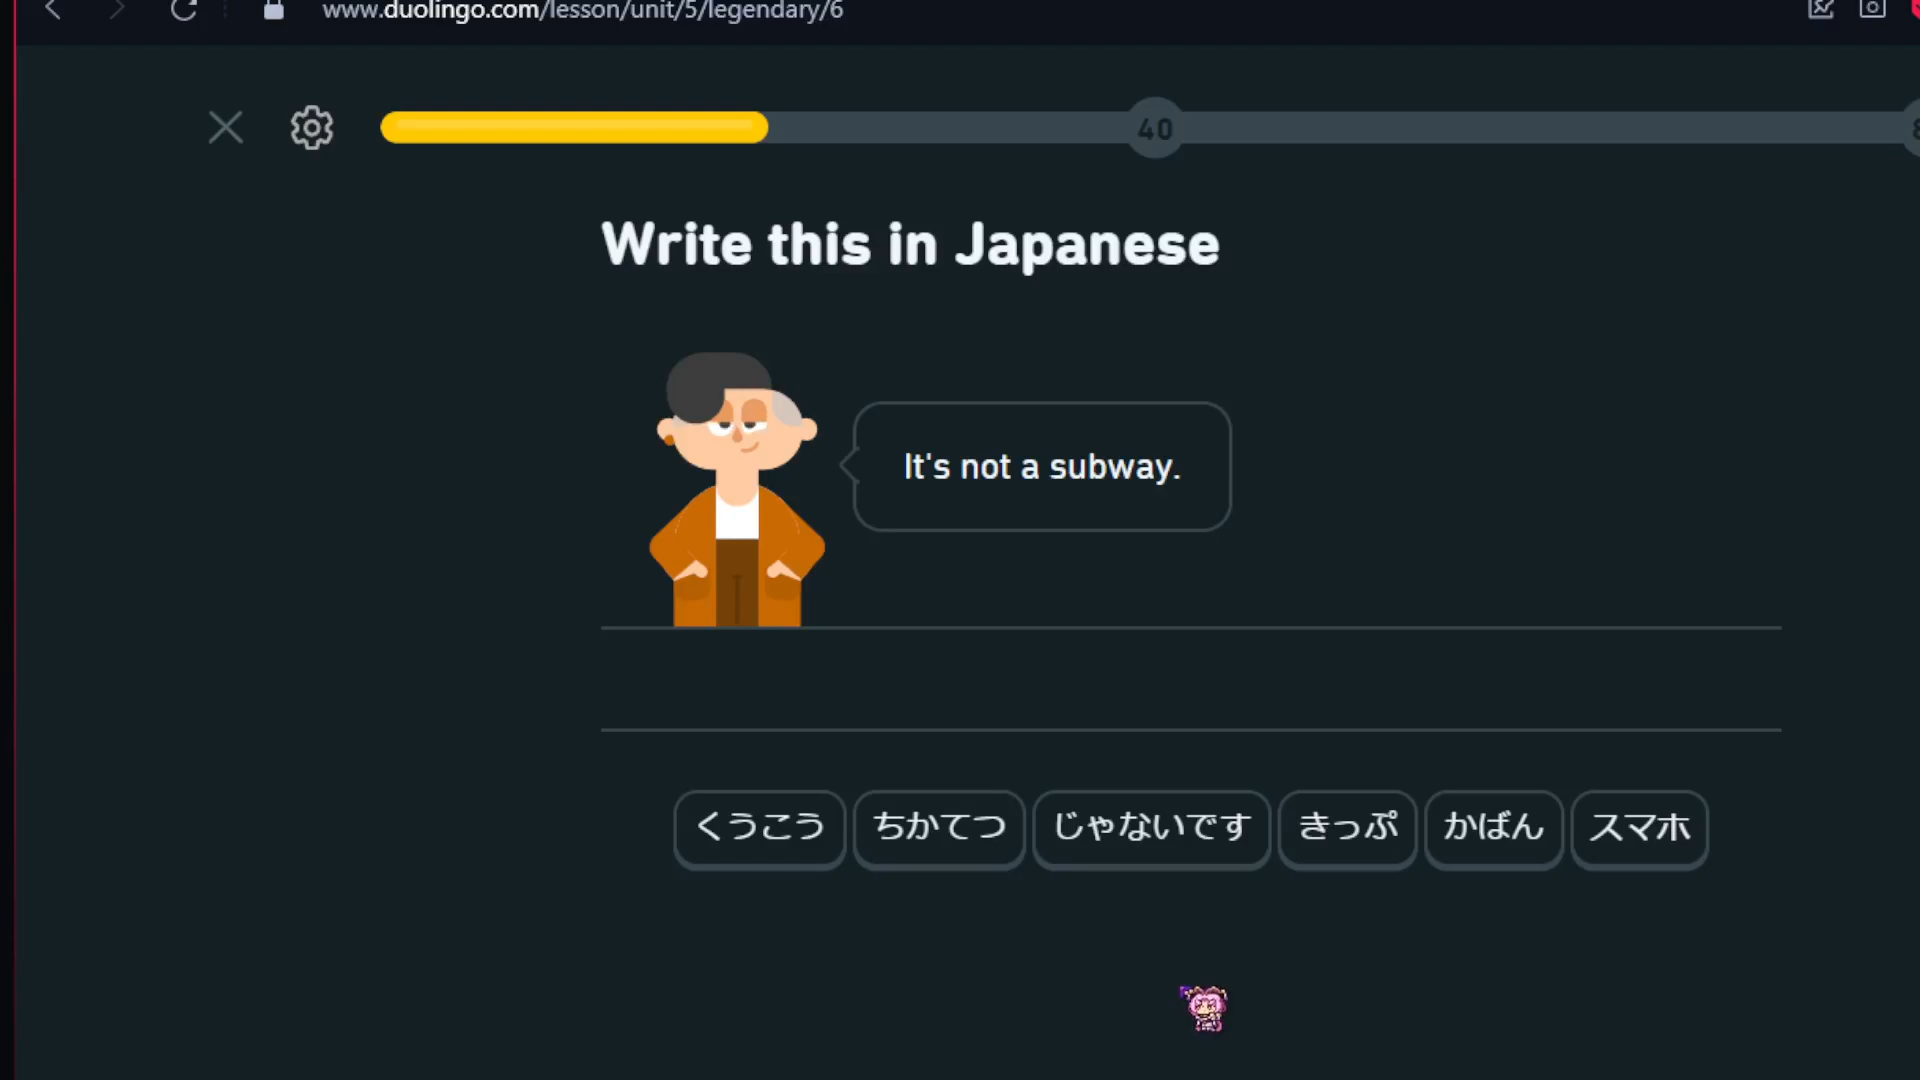 www.duolingo.com/lesson/unit/5/legendary/6
40
Write this in Japanese
It's not a subway.
くうこう ちかてつ じゃないです きっぷ かばん スマホ